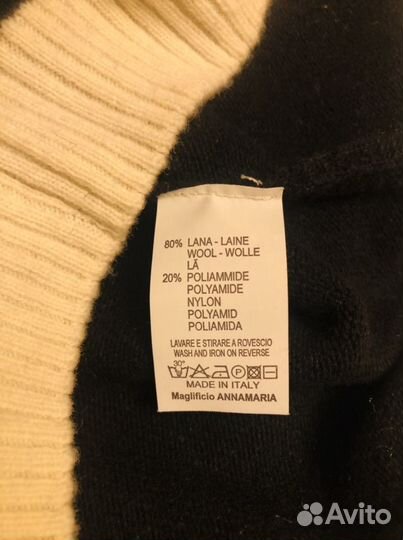 80% LANA - LAINE
WOOL - WOLLE
LÃ
20% POLIAMMIDE
POLYAMIDE
NYLON
POLYAMID
POLIAMIDA
LAVARE E STIRARE A ROVESCIO
WASH AND IRON ON REVERSE
30°
MADE IN ITALY
Maglificio ANNAMARIA
Avito